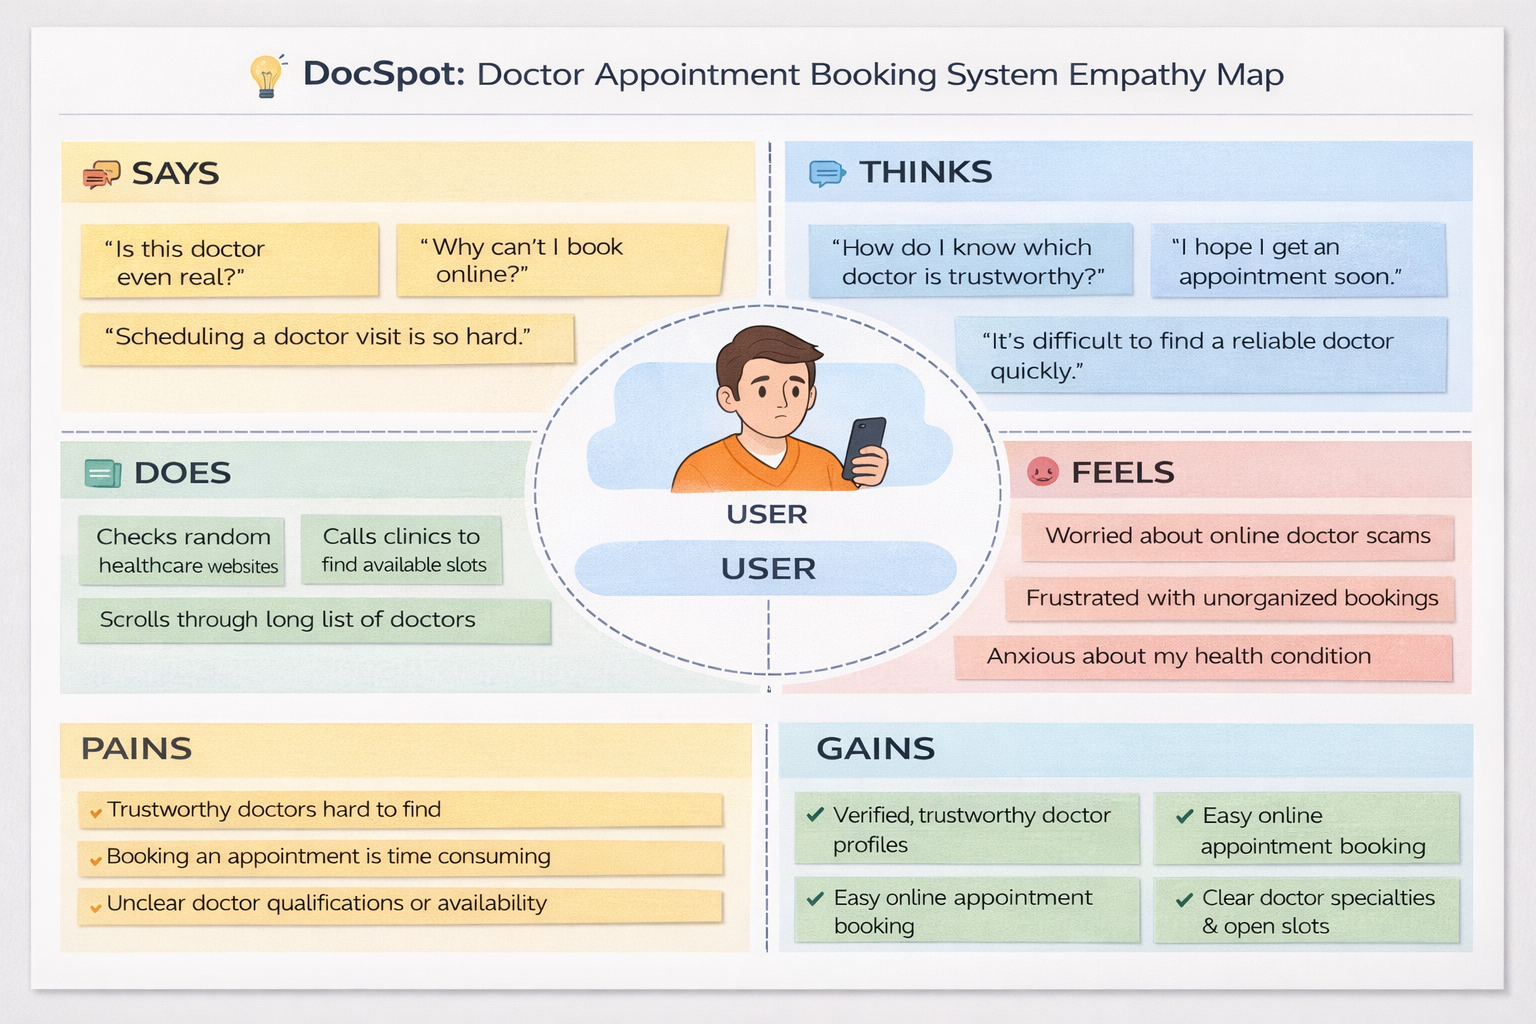 DocSpot: Doctor Appointment Booking System Empathy Map
SAYS
“Is this doctor
even real?”
“Why can’t I book
online?”
“Scheduling a doctor visit is so hard.”
THINKS
“How do I know which
doctor is trustworthy?”
“I hope I get an
appointment soon.”
“It’s difficult to find a reliable doctor
quickly.”
USER
USER
DOES
Checks random
healthcare websites
Calls clinics to
find available slots
Scrolls through long list of doctors
FEELS
Worried about online doctor scams
Frustrated with unorganized bookings
Anxious about my health condition
PAINS
Trustworthy doctors hard to find
Booking an appointment is time consuming
Unclear doctor qualifications or availability
GAINS
Verified, trustworthy doctor
profiles
Easy online
appointment booking
Easy online appointment
booking
Clear doctor specialties
& open slots